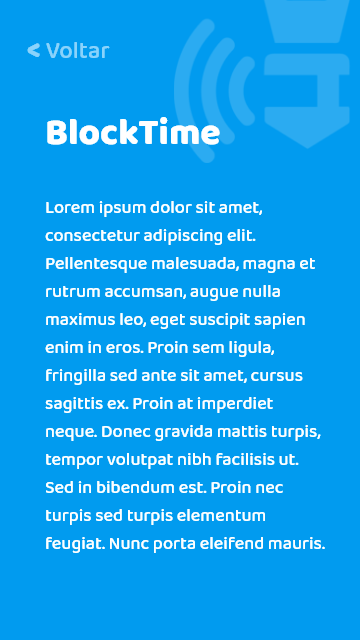 < Voltar
BlockTime
Lorem ipsum dolor sit amet,
consectetur adipiscing elit.
Pellentesque malesuada, magna et
rutrum accumsan, augue nulla
maximus leo, eget suscipit sapien
enim in eros. Proin sem ligula,
fringilla sed ante sit amet, cursus
sagittis ex. Proin at imperdiet
neque. Donec gravida mattis turpis,
tempor volutpat nibh facilisis ut.
Sed in bibendum est. Proin nec
turpis sed turpis elementum
feugiat. Nunc porta eleifend mauris.